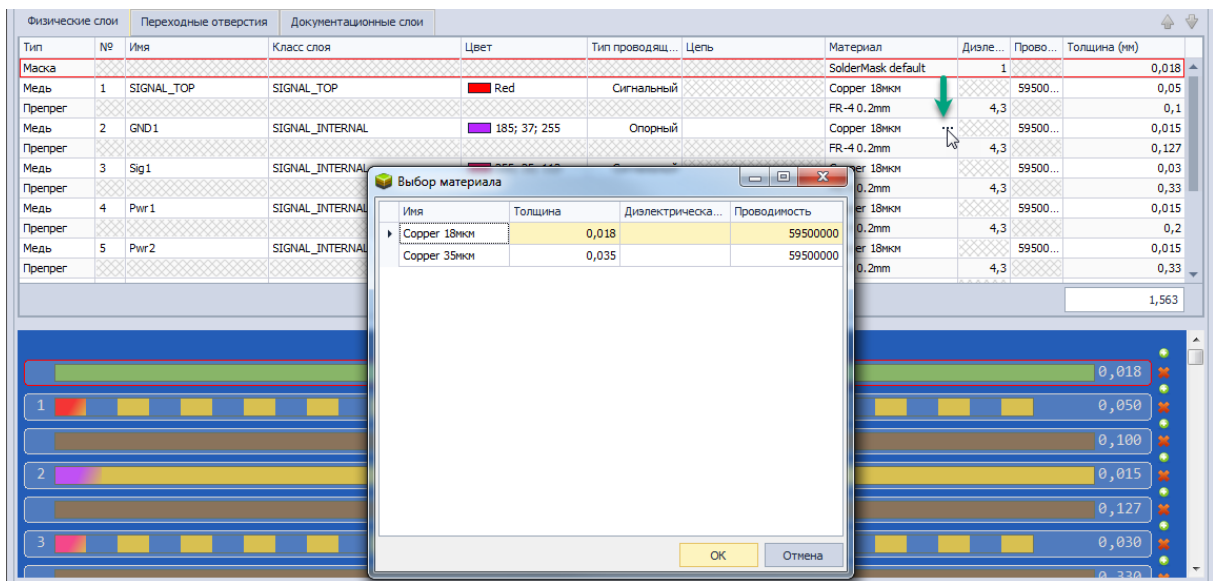 Физические слои Переходные отверстия Документационные слои
Тип № Имя Класс слоя Цвет Тип проводящ... Цепь Материал Диэле... Прово... Толщина (мм)
Маска SolderMask default 1 0,018
Медь 1 SIGNAL_TOP SIGNAL_TOP Red Сигнальный Copper 18мкм 59500... 0,05
Препрег FR-4 0.2mm 4,3 0,1
Медь 2 GND1 SIGNAL_INTERNAL 185; 37; 255 Опорный Copper 18мкм ... 59500... 0,015
Препрег FR-4 0.2mm 4,3 0,127
Медь 3 Sig1 SIGNAL_INTERNAL 18мкм 59500... 0,03
Препрег 0.2mm 4,3 0,33
Медь 4 Pwr1 SIGNAL_INTERNAL 18мкм 59500... 0,015
Препрег 0.2mm 4,3 0,2
Медь 5 Pwr2 SIGNAL_INTERNAL 18мкм 59500... 0,015
Препрег 0.2mm 4,3 0,33
1,563
Выбор материала
Имя Толщина Диэлектрическа... Проводимость
Copper 18мкм 0,018 59500000
Copper 35мкм 0,035 59500000
OK Отмена
0,018
1 0,050
0,100
2 0,015
0,127
3 0,030
0,330